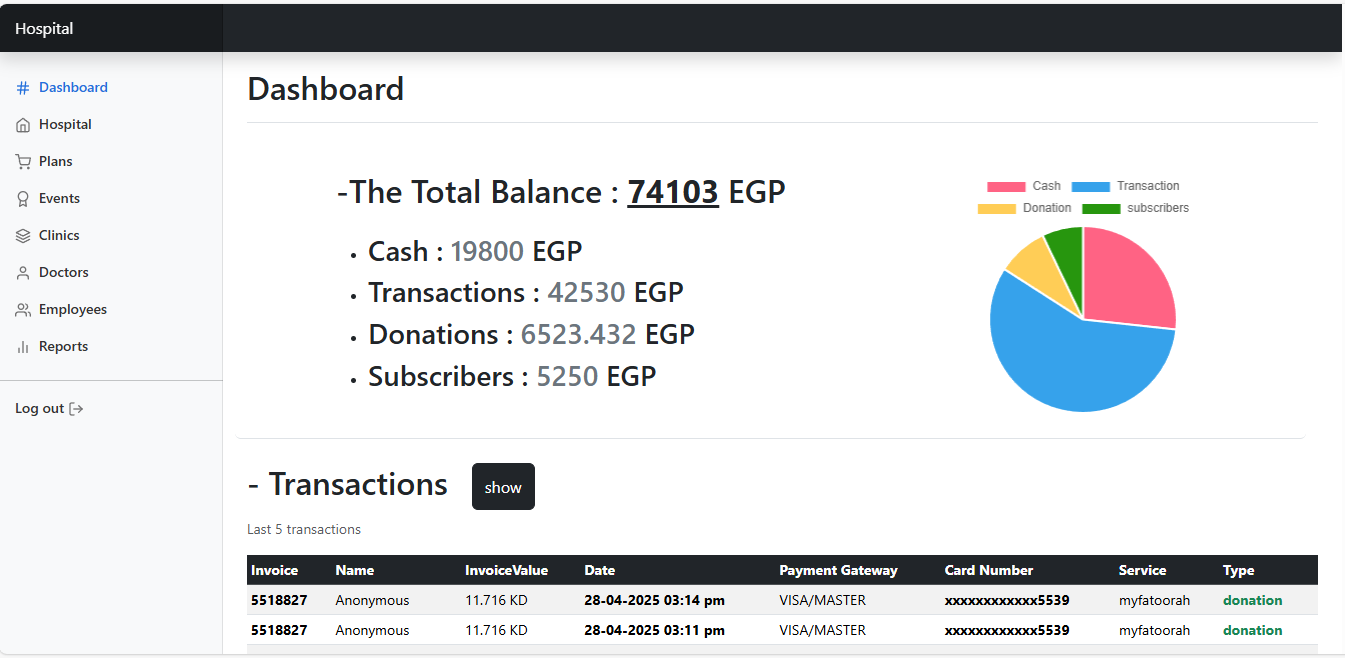 Hospital
Dashboard
Hospital
Plans
Events
Clinics
Doctors
Employees
Reports
Log out
Dashboard
-The Total Balance : 74103 EGP
• Cash : 19800 EGP
• Transactions : 42530 EGP
• Donations : 6523.432 EGP
• Subscribers : 5250 EGP
Cash Transaction
Donation subscribers
- Transactions show
Last 5 transactions
Invoice Name InvoiceValue Date Payment Gateway Card Number Service Type
5518827 Anonymous 11.716 KD 28-04-2025 03:14 pm VISA/MASTER xxxxxxxxxxxx5539 myfatoorah donation
5518827 Anonymous 11.716 KD 28-04-2025 03:11 pm VISA/MASTER xxxxxxxxxxxx5539 myfatoorah donation